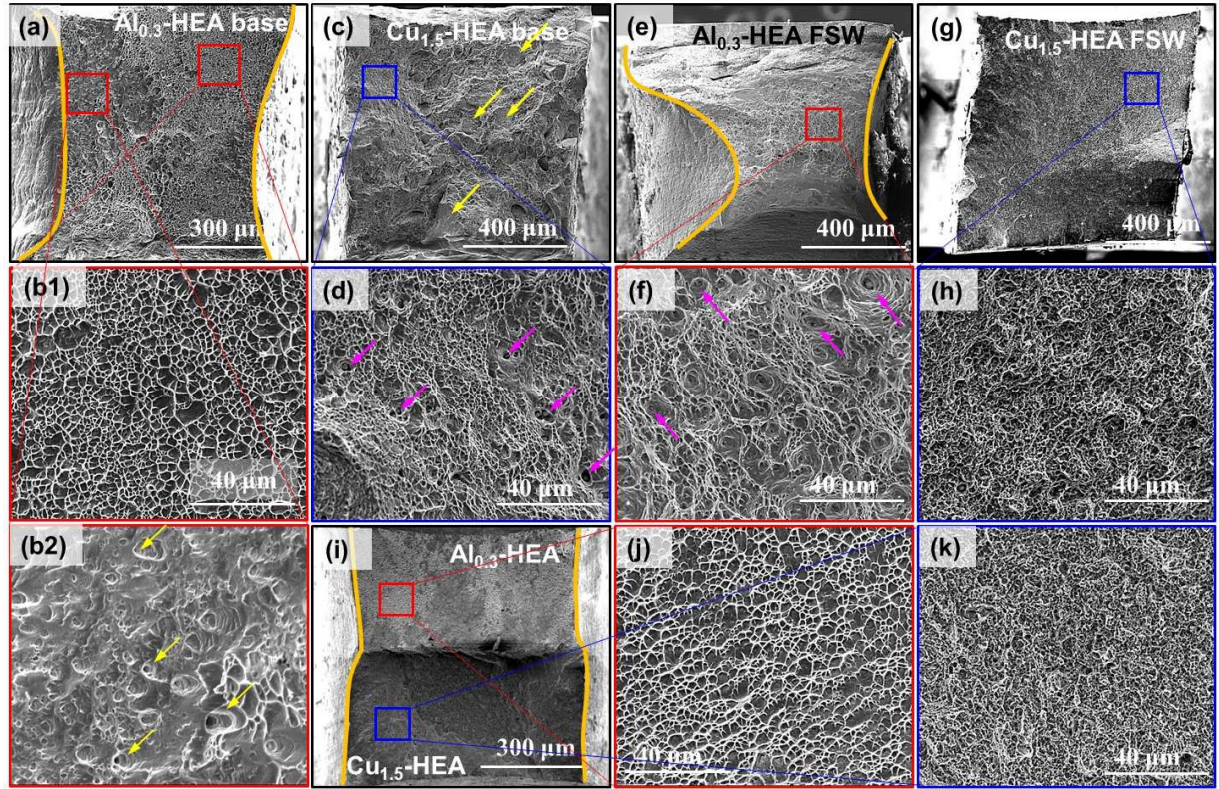 (a) Al0.3-HEA base
300 μm
(c) Cu1.5-HEA base
400 μm
(e) Al0.3-HEA FSW
400 μm
(g) Cu1.5-HEA FSW
400 μm
(b1)
40 μm
(d)
40 μm
(f)
40 μm
(h)
40 μm
(b2)
(i) Al0.3-HEA
300 μm
Cu1.5-HEA
(j)
40 μm
(k)
40 μm